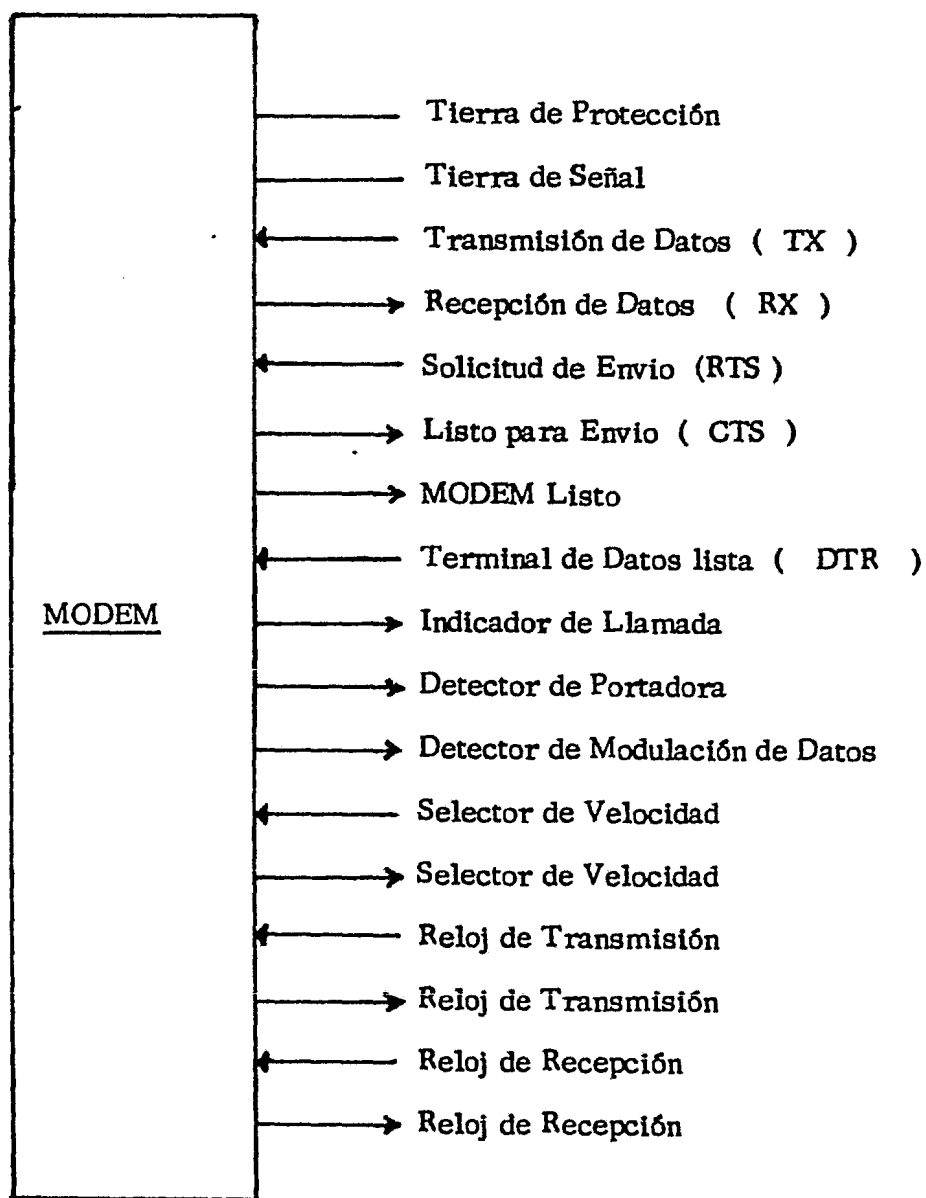 Tierra de Protección
Tierra de Señal
Transmisión de Datos ( TX )
Recepción de Datos ( RX )
Solicitud de Envio (RTS )
Listo para Envio ( CTS )
MODEM Listo
Terminal de Datos lista ( DTR )
MODEM
Indicador de Llamada
Detector de Portadora
Detector de Modulación de Datos
Selector de Velocidad
Selector de Velocidad
Reloj de Transmisión
Reloj de Transmisión
Reloj de Recepción
Reloj de Recepción